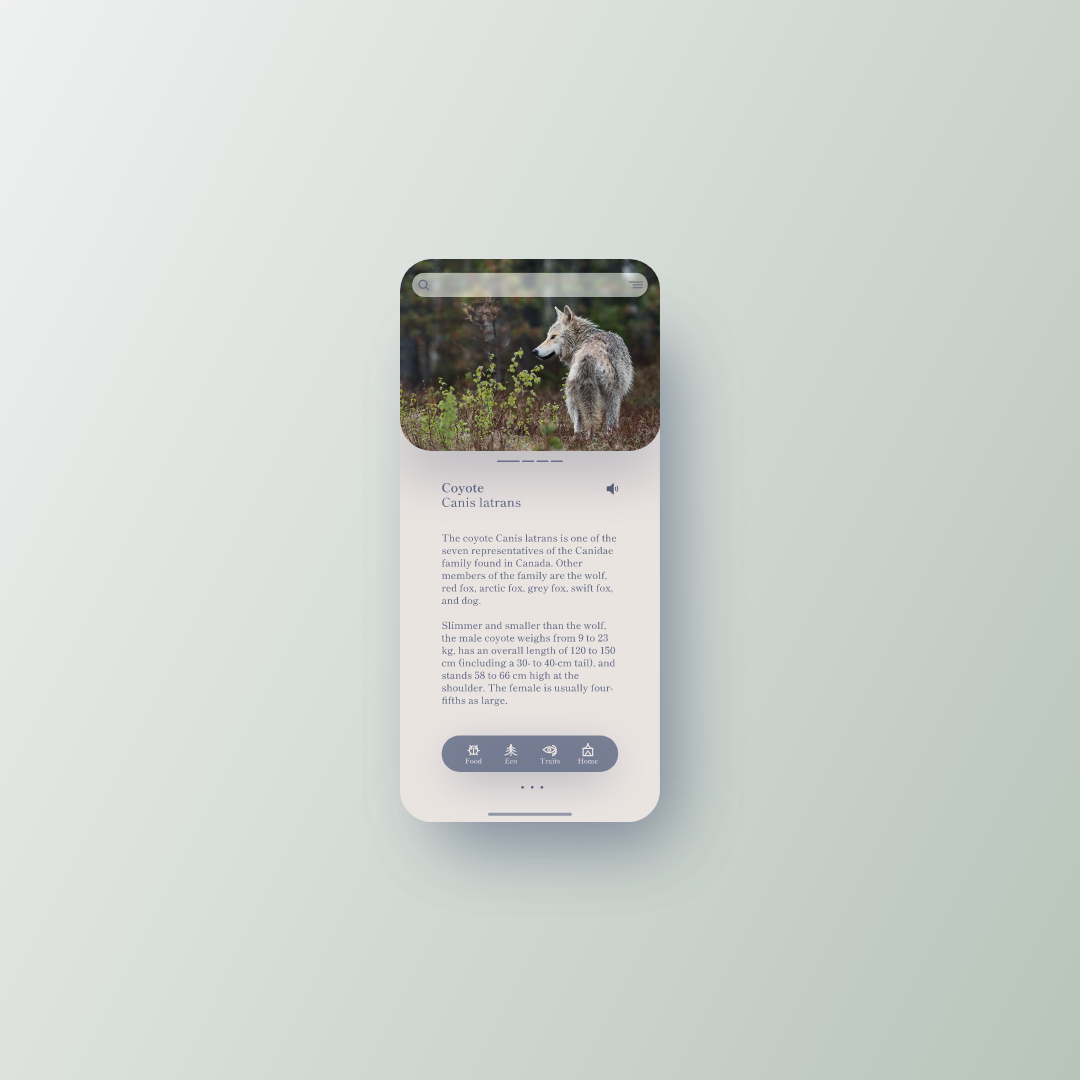 Coyote
Canis latrans
The coyote Canis latrans is one of the
seven representatives of the Canidae
family found in Canada. Other
members of the family are the wolf,
red fox, arctic fox, grey fox, swift fox,
and dog.
Slimmer and smaller than the wolf,
the male coyote weighs from 9 to 23
kg, has an overall length of 120 to 150
cm (including a 30- to 40-cm tail), and
stands 58 to 66 cm high at the
shoulder. The female is usually four-
fifths as large.
Food Eco Traits Home